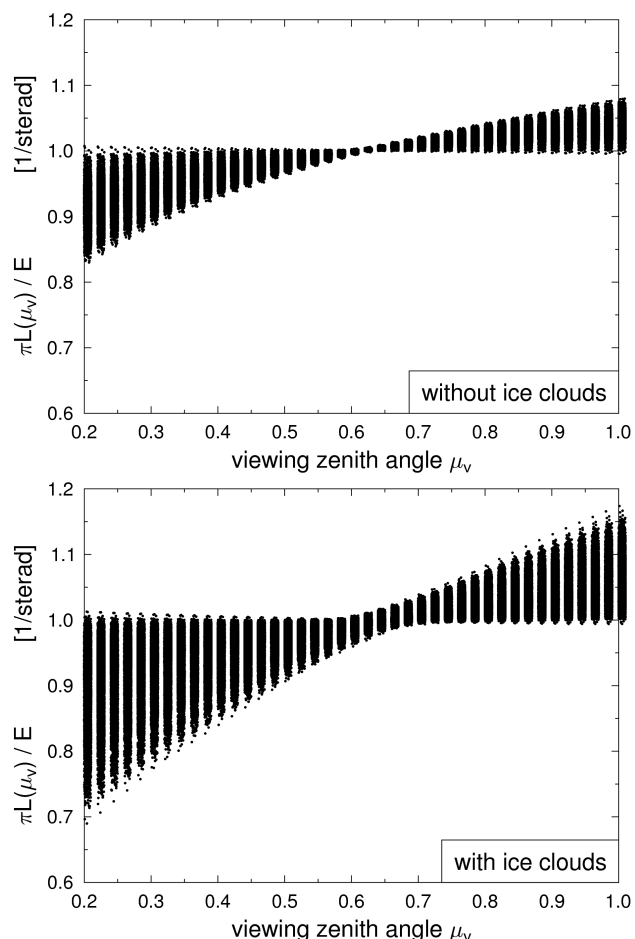 1.2
1.1
1.0
0.9
0.8
0.7
0.6
πL(μv) / E [1/sterad]
without ice clouds
0.2 0.3 0.4 0.5 0.6 0.7 0.8 0.9 1.0
viewing zenith angle μv
1.2
1.1
1.0
0.9
0.8
0.7
0.6
πL(μv) / E [1/sterad]
with ice clouds
0.2 0.3 0.4 0.5 0.6 0.7 0.8 0.9 1.0
viewing zenith angle μv